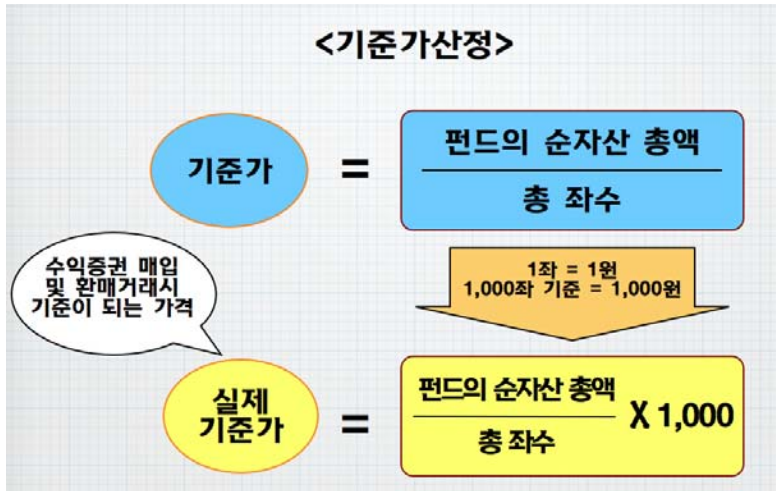 <기준가산정>
기준가 = 펀드의 순자산 총액
총 좌수
수익증권 매입
및 환매거래시
기준이 되는 가격
1좌 = 1원
1,000좌 기준 = 1,000원
실제
기준가
=
펀드의 순자산 총액
총 좌수
X 1,000